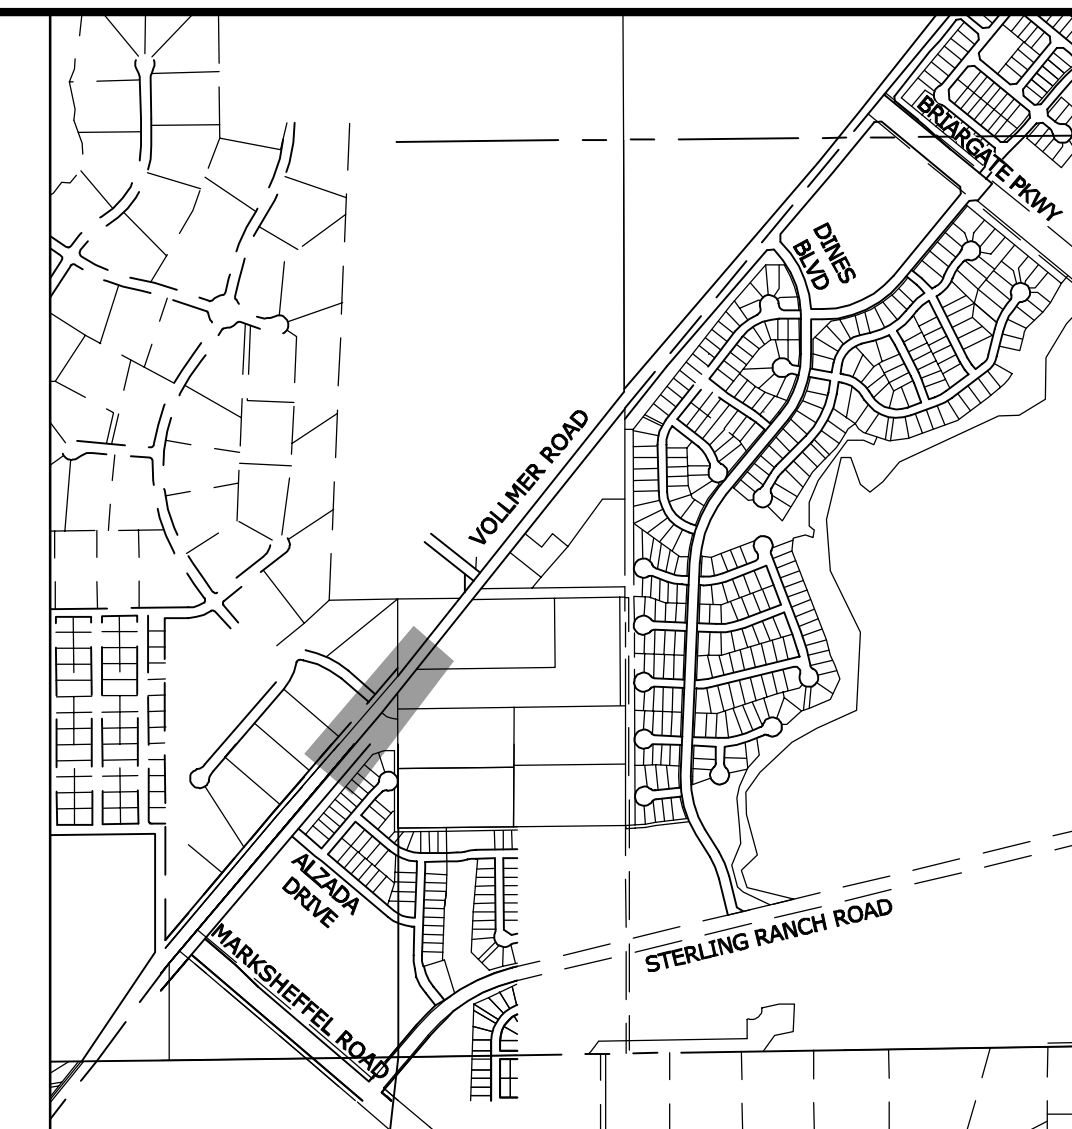 BRIARGATE PKWY
DINES
BLVD
VOLLMER ROAD
ALZADA
DRIVE
STERLING RANCH ROAD
MARKSHEFFEL ROAD